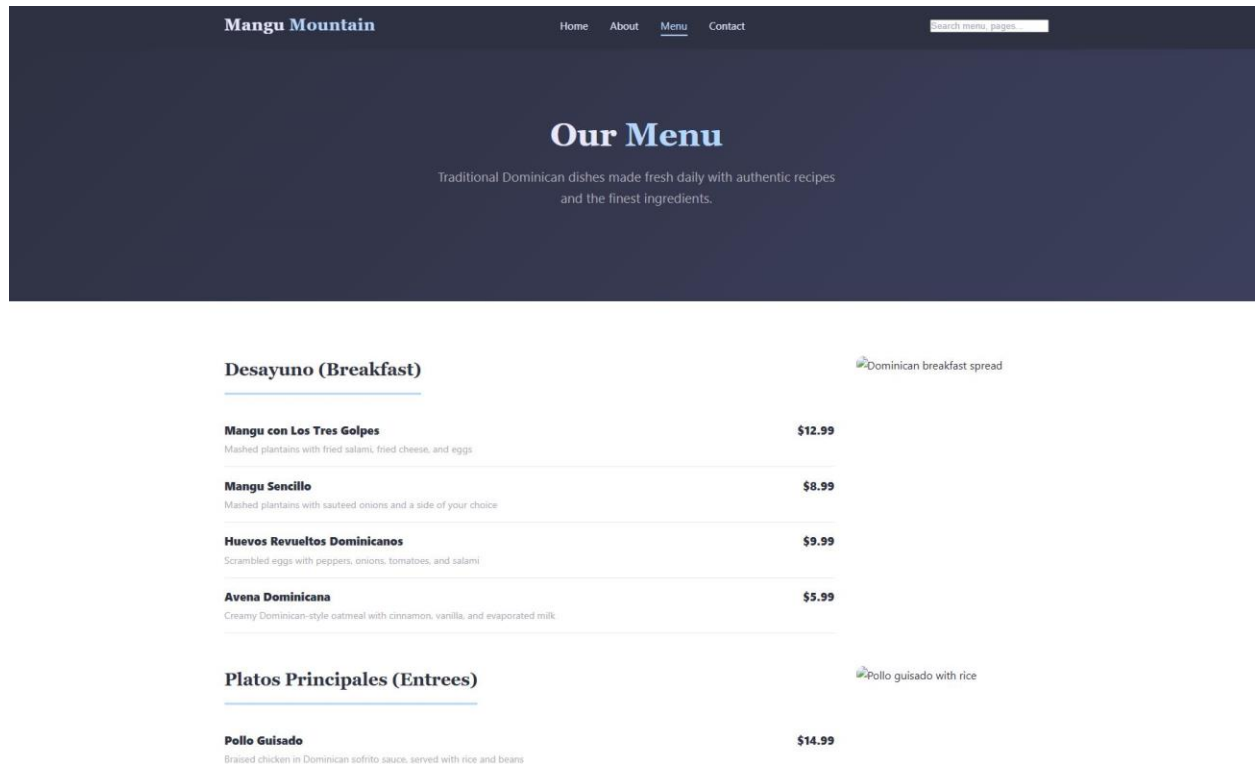 Mangu Mountain
Home About Menu Contact
Search menu, pages...
Our Menu
Traditional Dominican dishes made fresh daily with authentic recipes
and the finest ingredients.
Desayuno (Breakfast)
Dominican breakfast spread
Mangu con Los Tres Golpes $12.99
Mashed plantains with fried salami, fried cheese, and eggs
Mangu Sencillo $8.99
Mashed plantains with sauteed onions and a side of your choice
Huevos Revueltos Dominicanos $9.99
Scrambled eggs with peppers, onions, tomatoes, and salami
Avena Dominicana $5.99
Creamy Dominican-style oatmeal with cinnamon, vanilla, and evaporated milk
Platos Principales (Entrees)
Pollo guisado with rice
Pollo Guisado $14.99
Braised chicken in Dominican sofrito sauce, served with rice and beans